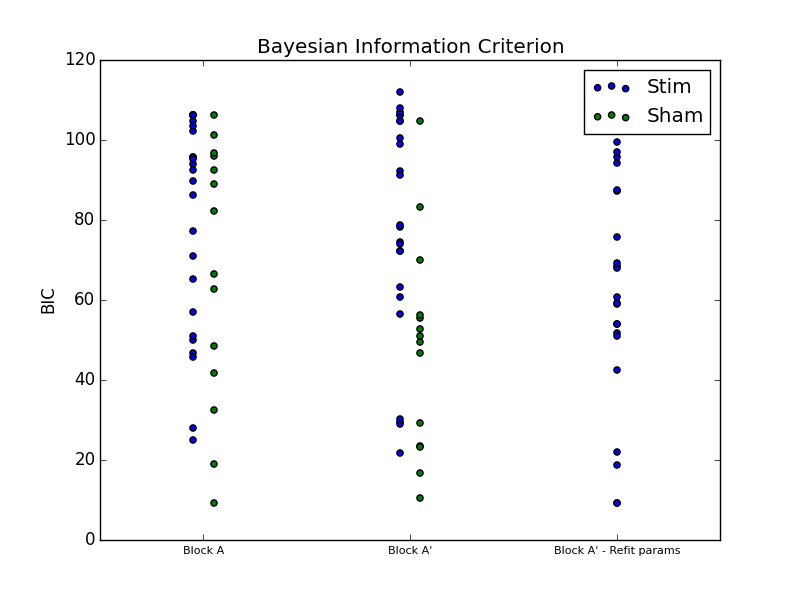 Bayesian Information Criterion
Stim
Sham
120
100
80
60
40
20
0
BIC
Block A
Block A'
Block A' - Refit params